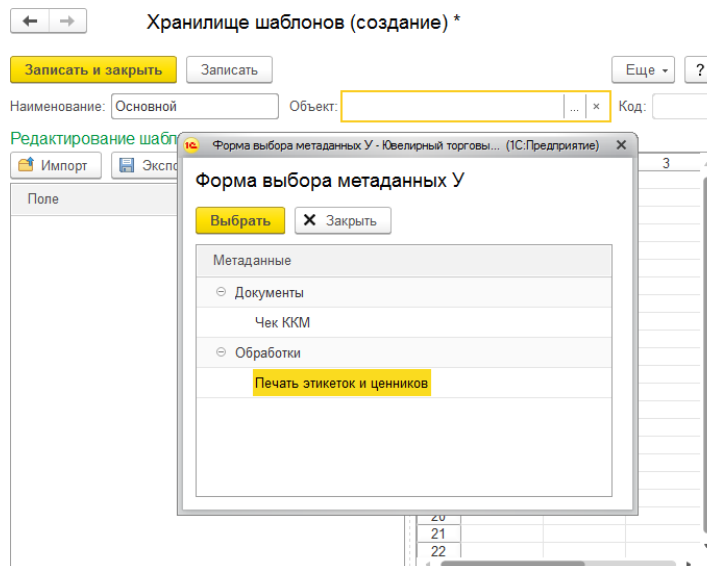 Хранилище шаблонов (создание) *
Записать и закрыть Записать Еще ?
Наименование: Основной Объект: ... × Код:
Редактирование шабл
Импорт Экспо
Поле
1С Форма выбора метаданных У - Ювелирный торговы... (1С:Предприятие) X
Форма выбора метаданных У
Выбрать X Закрыть
Метаданные
Документы
Чек ККМ
Обработки
Печать этикеток и ценников
3
20
21
22